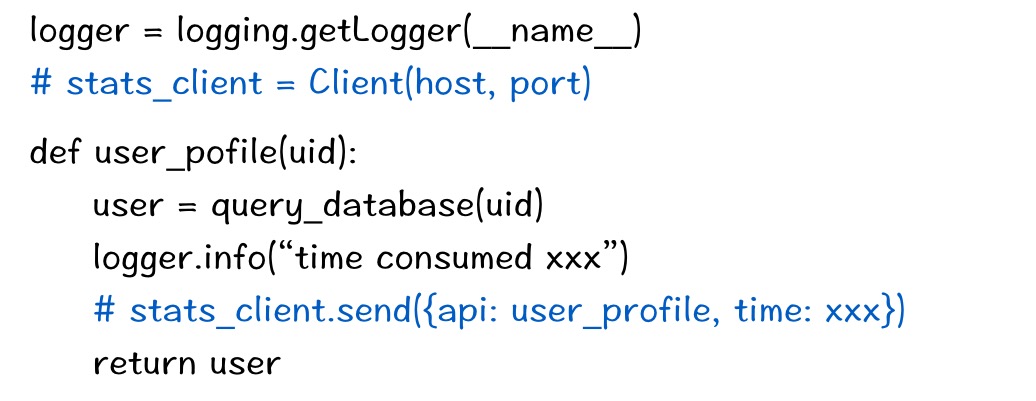 logger = logging.getLogger(__name__)
# stats_client = Client(host, port)
def user_pofile(uid):
user = query_database(uid)
logger.info(“time consumed xxx”)
# stats_client.send({api: user_profile, time: xxx})
return user